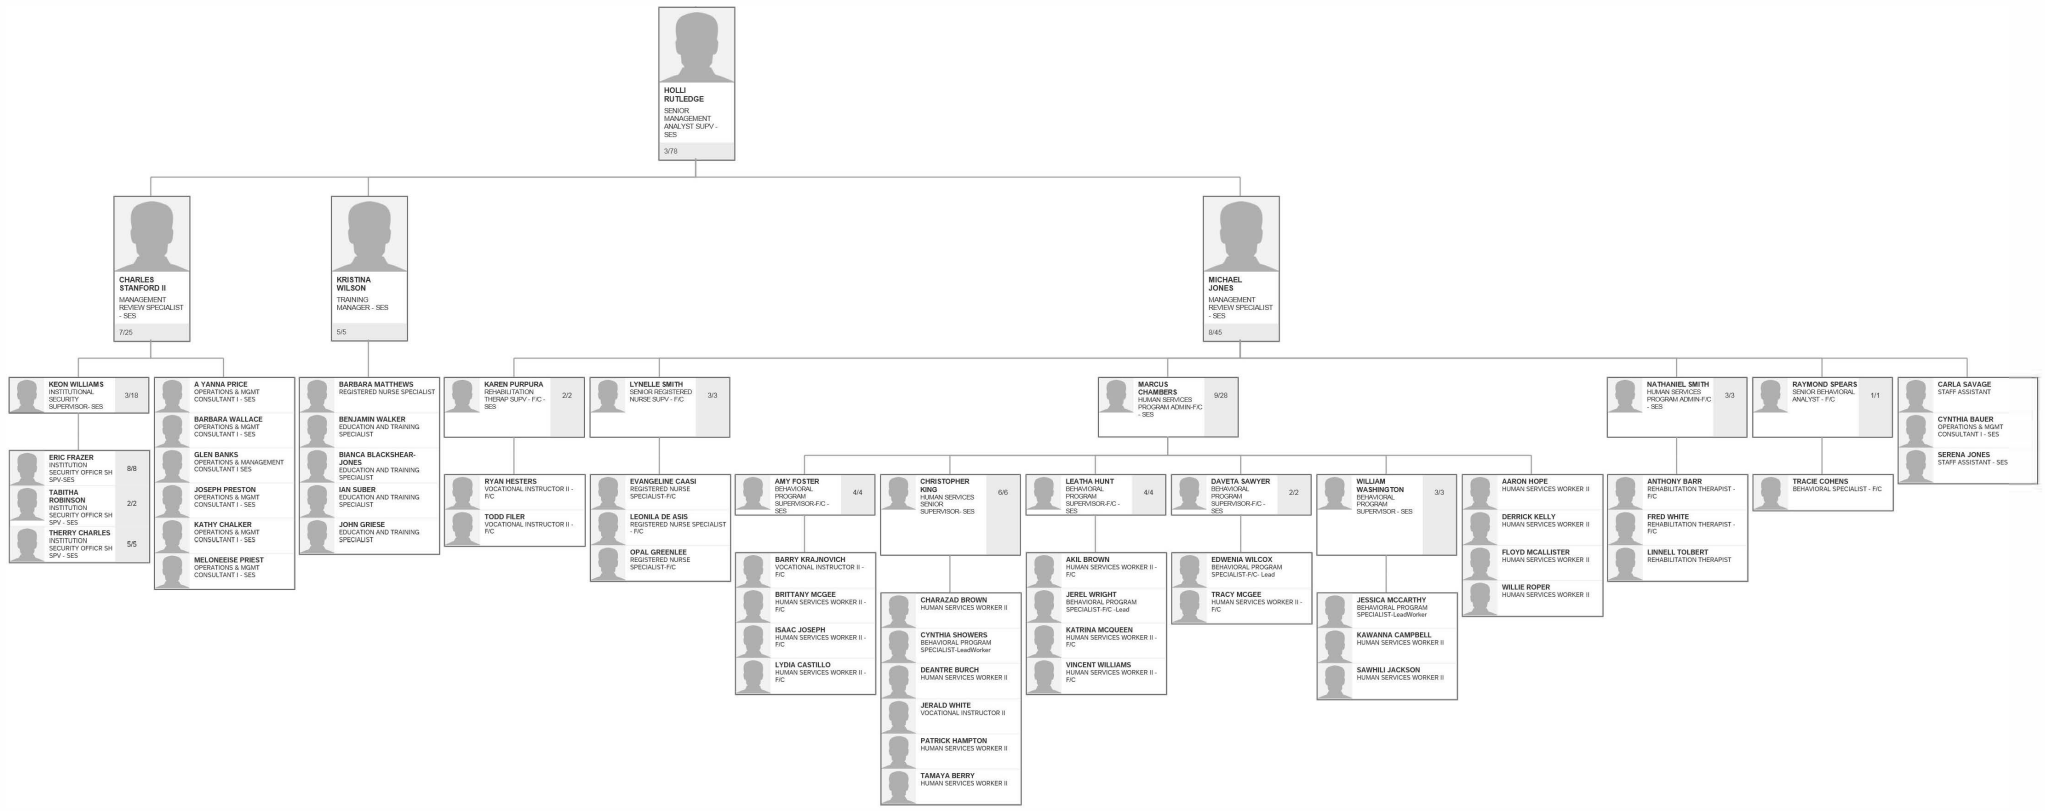 HOLLI
RUTLEDGE
SENIOR
MANAGEMENT
ANALYST SUPV -
SES
3/78
CHARLES
STANFORD II
MANAGEMENT
REVIEW SPECIALIST
- SES
7/25
KRISTINA
WILSON
TRAINING
MANAGER - SES
5/5
MICHAEL
JONES
MANAGEMENT
REVIEW SPECIALIST
- SES
8/45
KEON WILLIAMS
INSTITUTIONAL
SECURITY
SUPERVISOR- SES
3/18
ERIC FRAZER
INSTITUTION
SECURITY OFFICR SH
SPV-SES
8/8
TABITHA
ROBINSON
INSTITUTION
SECURITY OFFICR SH
SPV - SES
2/2
THERRY CHARLES
INSTITUTION
SECURITY OFFICR SH
SPV - SES
5/5
A YANNA PRICE
OPERATIONS & MGMT
CONSULTANT I - SES
BARBARA WALLACE
OPERATIONS & MGMT
CONSULTANT I - SES
GLEN BANKS
OPERATIONS & MANAGEMENT
CONSULTANT I SES
JOSEPH PRESTON
OPERATIONS & MGMT
CONSULTANT I - SES
KATHY CHALKER
OPERATIONS & MGMT
CONSULTANT I - SES
MELONEEISE PRIEST
OPERATIONS & MGMT
CONSULTANT I - SES
BARBARA MATTHEWS
REGISTERED NURSE SPECIALIST
BENJAMIN WALKER
EDUCATION AND TRAINING
SPECIALIST
BIANCA BLACKSHEAR-
JONES
EDUCATION AND TRAINING
SPECIALIST
IAN SUBER
EDUCATION AND TRAINING
SPECIALIST
JOHN GRIESE
EDUCATION AND TRAINING
SPECIALIST
KAREN PURPURA
REHABILITATION
THERAP SUPV - F/C -
SES
2/2
RYAN HESTERS
VOCATIONAL INSTRUCTOR II -
F/C
TODD FILER
VOCATIONAL INSTRUCTOR II -
F/C
LYNELLE SMITH
SENIOR REGISTERED
NURSE SUPV - F/C
3/3
EVANGELINE CAASI
REGISTERED NURSE
SPECIALIST-F/C
LEONILA DE ASIS
REGISTERED NURSE SPECIALIST
- F/C
OPAL GREENLEE
REGISTERED NURSE
SPECIALIST-F/C
MARCUS
CHAMBERS
HUMAN SERVICES
PROGRAM ADMIN-F/C
- SES
9/28
AMY FOSTER
BEHAVIORAL
PROGRAM
SUPERVISOR-F/C -
SES
4/4
BARRY KRAJNOVICH
VOCATIONAL INSTRUCTOR II -
F/C
BRITTANY MCGEE
HUMAN SERVICES WORKER II -
F/C
ISAAC JOSEPH
HUMAN SERVICES WORKER II -
F/C
LYDIA CASTILLO
HUMAN SERVICES WORKER II -
F/C
CHRISTOPHER
KING
HUMAN SERVICES
SENIOR
SUPERVISOR- SES
6/6
CHARAZAD BROWN
HUMAN SERVICES WORKER II
CYNTHIA SHOWERS
BEHAVIORAL PROGRAM
SPECIALIST-LeadWorker
DEANTRE BURCH
HUMAN SERVICES WORKER II
JERALD WHITE
VOCATIONAL INSTRUCTOR II
PATRICK HAMPTON
HUMAN SERVICES WORKER II
TAMAYA BERRY
HUMAN SERVICES WORKER II
LEATHA HUNT
BEHAVIORAL
PROGRAM
SUPERVISOR-F/C -
SES
4/4
AKIL BROWN
HUMAN SERVICES WORKER II -
F/C
JEREL WRIGHT
BEHAVIORAL PROGRAM
SPECIALIST-F/C -Lead
KATRINA MCQUEEN
HUMAN SERVICES WORKER II -
F/C
VINCENT WILLIAMS
HUMAN SERVICES WORKER II -
F/C
DAVETA SAWYER
BEHAVIORAL
PROGRAM
SUPERVISOR-F/C -
SES
2/2
EDWENIA WILCOX
BEHAVIORAL PROGRAM
SPECIALIST-F/C- Lead
TRACY MCGEE
HUMAN SERVICES WORKER II -
F/C
WILLIAM
WASHINGTON
BEHAVIORAL
PROGRAM
SUPERVISOR - SES
3/3
JESSICA MCCARTHY
BEHAVIORAL PROGRAM
SPECIALIST-LeadWorker
KAWANNA CAMPBELL
HUMAN SERVICES WORKER II
SAWHILI JACKSON
HUMAN SERVICES WORKER II
AARON HOPE
HUMAN SERVICES WORKER II
DERRICK KELLY
HUMAN SERVICES WORKER II
FLOYD MCALLISTER
HUMAN SERVICES WORKER II
WILLIE ROPER
HUMAN SERVICES WORKER II
NATHANIEL SMITH
HUMAN SERVICES
PROGRAM ADMIN-F/C
- SES
3/3
ANTHONY BARR
REHABILITATION THERAPIST -
F/C
FRED WHITE
REHABILITATION THERAPIST -
F/C
LINNELL TOLBERT
REHABILITATION THERAPIST
RAYMOND SPEARS
SENIOR BEHAVIORAL
ANALYST - F/C
1/1
TRACIE COHENS
BEHAVIORAL SPECIALIST - F/C
CARLA SAVAGE
STAFF ASSISTANT
CYNTHIA BAUER
OPERATIONS & MGMT
CONSULTANT I - SES
SERENA JONES
STAFF ASSISTANT - SES